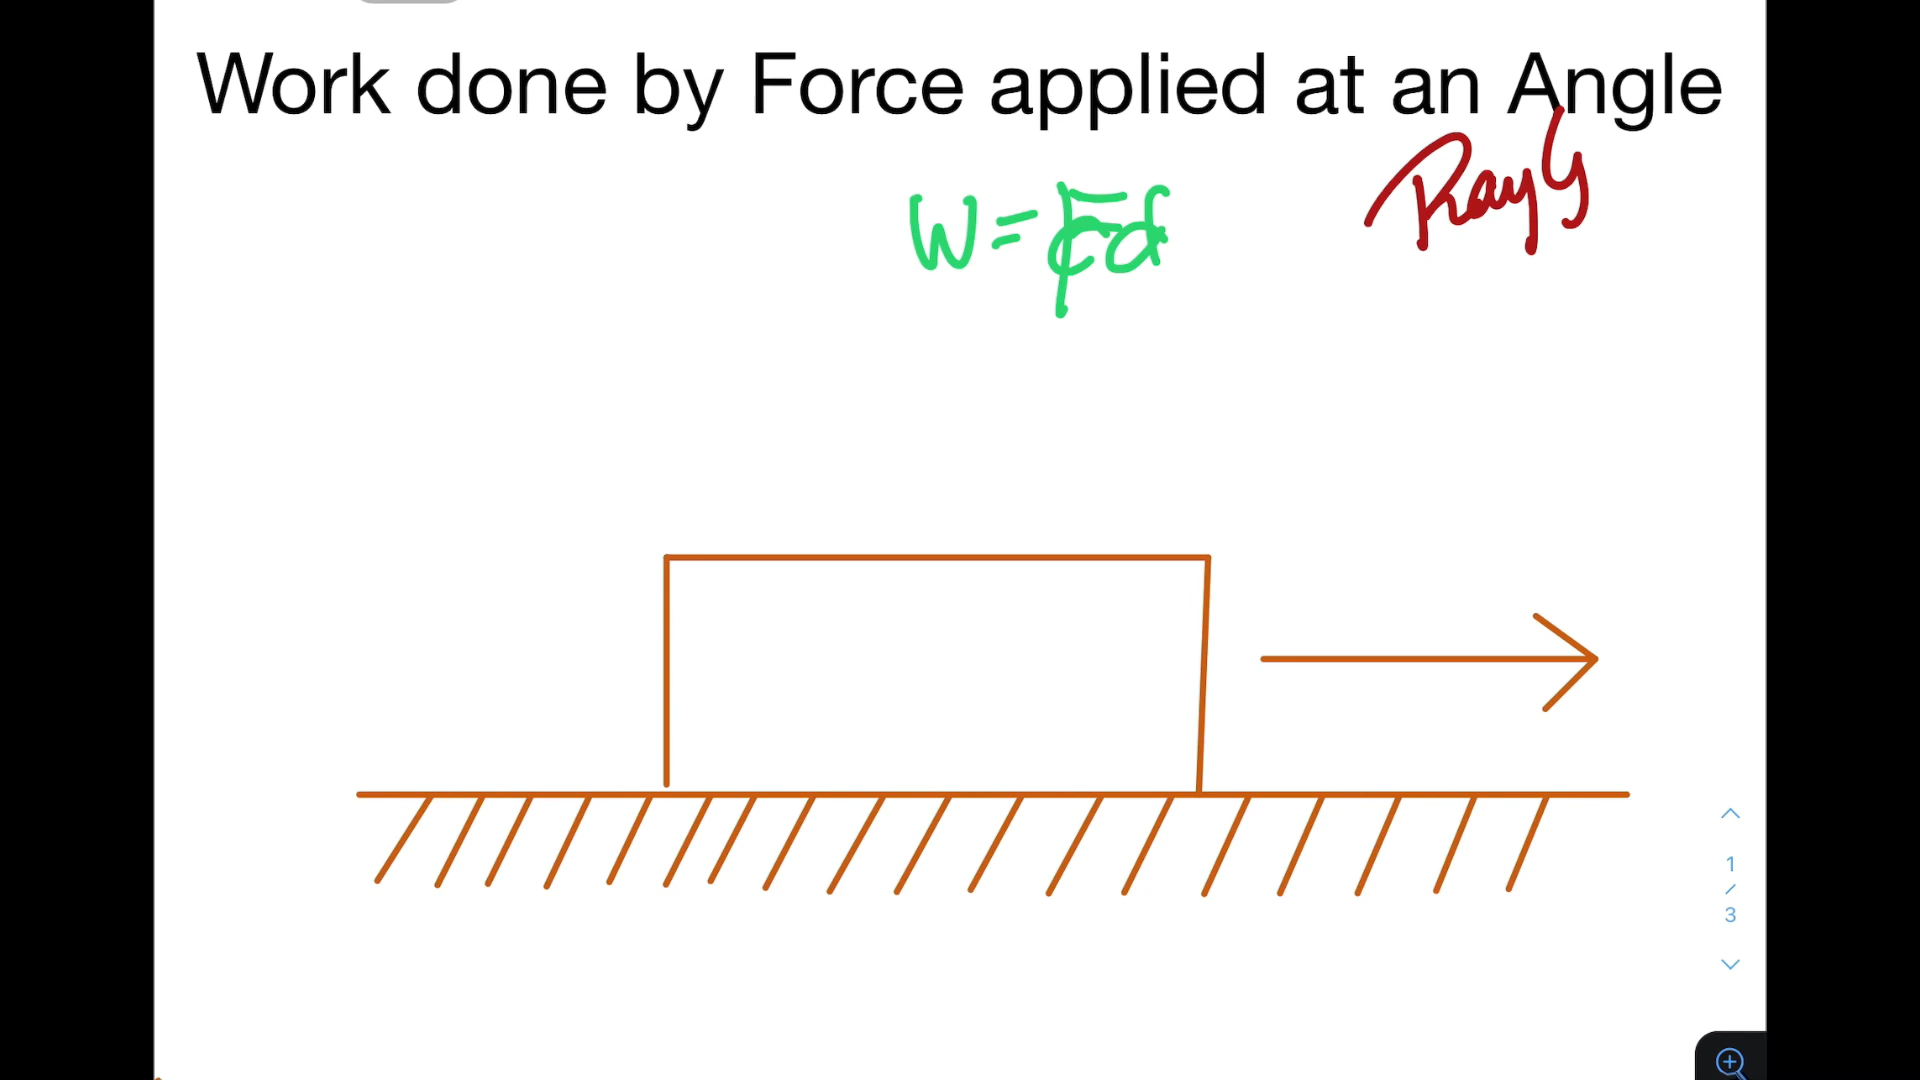 Work done by Force applied at an Angle
Ray G
W = Fd
1
/
3